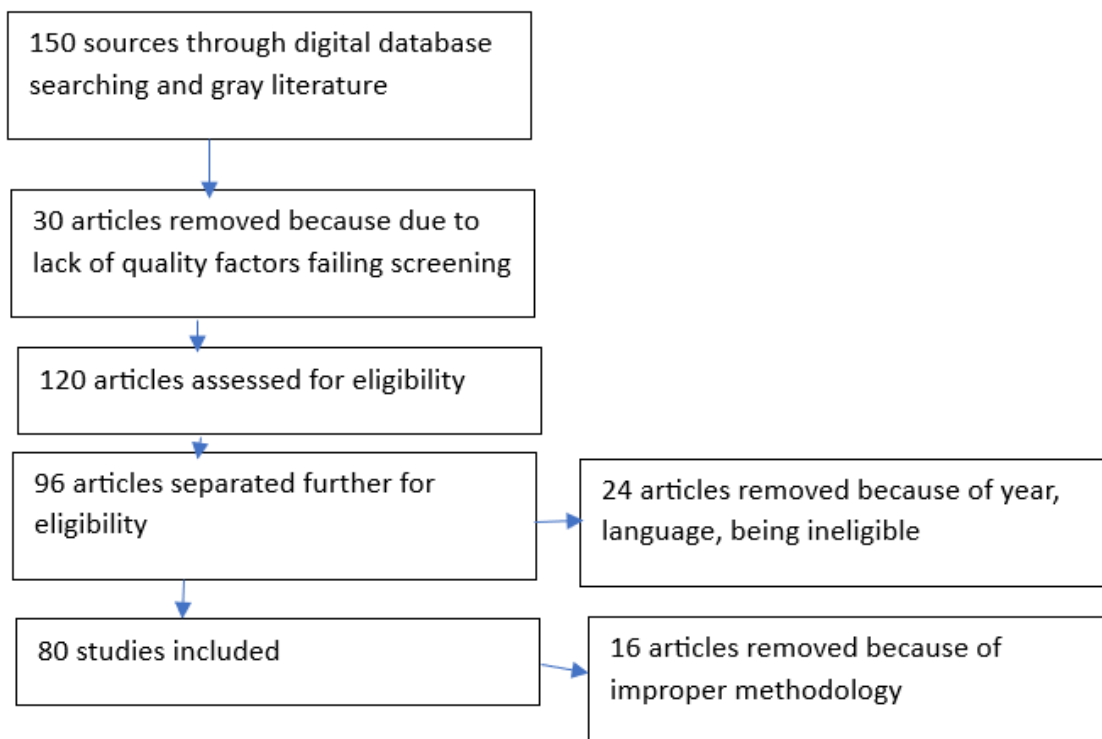 150 sources through digital database
searching and gray literature
30 articles removed because due to
lack of quality factors failing screening
120 articles assessed for eligibility
96 articles separated further for
eligibility
24 articles removed because of year,
language, being ineligible
80 studies included
16 articles removed because of
improper methodology